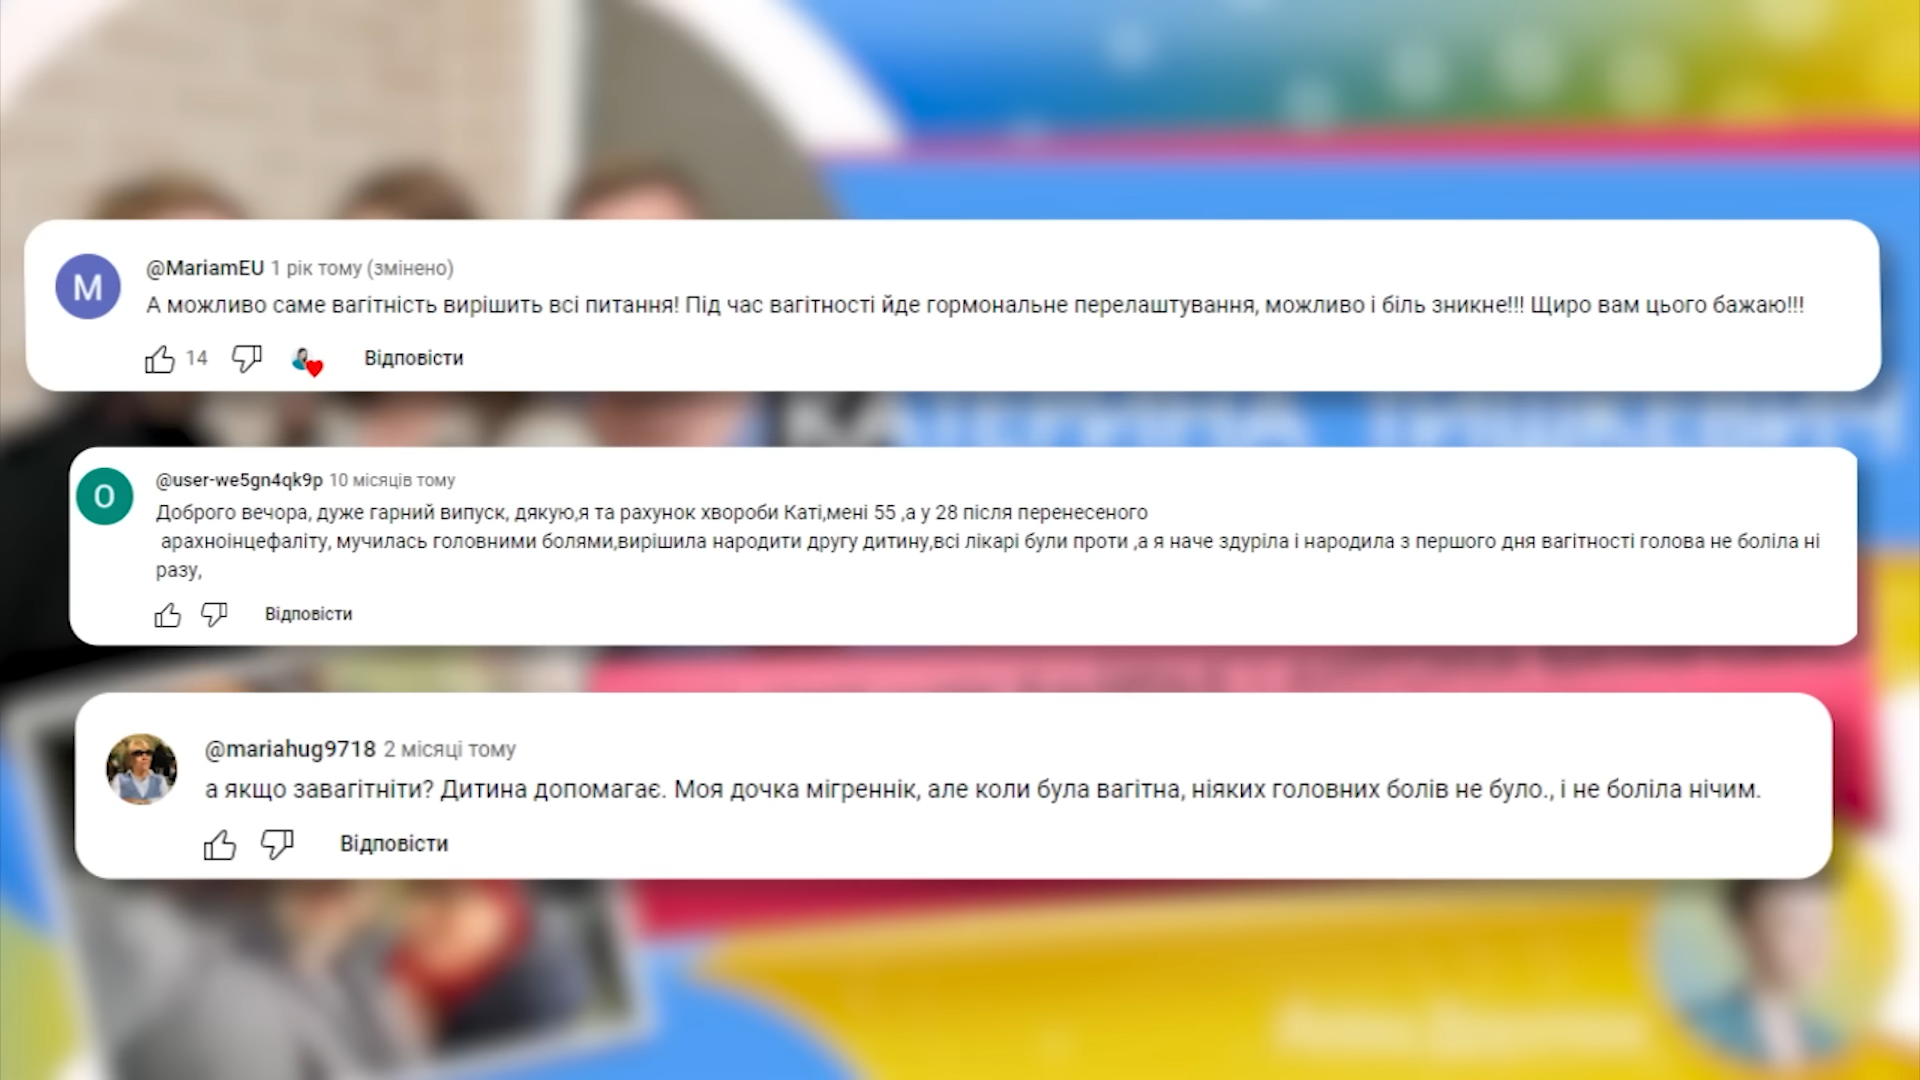 M
@MariamEU 1 рік тому (змінено)
А можливо саме вагітність вирішить всі питання! Під час вагітності йде гормональне перелаштування, можливо і біль зникне!!! Щиро вам цього бажаю!!!
14 Відповісти
КАТЕРИНА ТИШКЕВИЧ
O
@user-we5gn4qk9p 10 місяців тому
Доброго вечора, дуже гарний випуск, дякую,я та рахунок хвороби Каті,мені 55 ,а у 28 після перенесеного
арахноінцефаліту, мучилась головними болями,вирішила народити другу дитину,всі лікарі були проти ,а я наче здуріла і народила з першого дня вагітності голова не боліла ні
разу,
Відповісти
@mariahug9718 2 місяці тому
а якщо завагітніти? Дитина допомагає. Моя дочка мігреннік, але коли була вагітна, ніяких головних болів не було., і не боліла нічим.
Відповісти